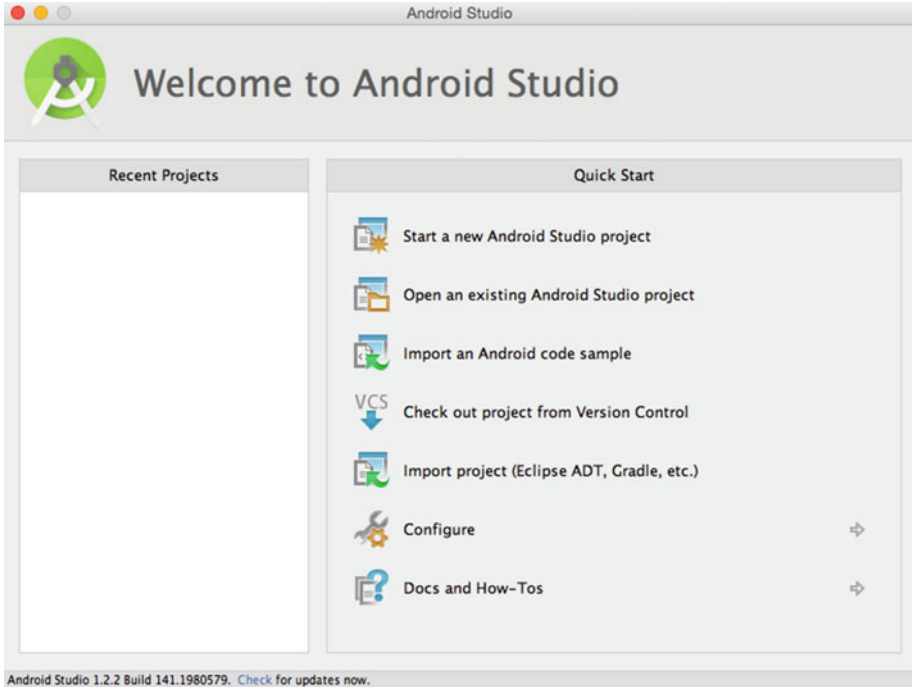 Android Studio
Welcome to Android Studio
Recent Projects
Quick Start
Start a new Android Studio project
Open an existing Android Studio project
Import an Android code sample
VCS
Check out project from Version Control
Import project (Eclipse ADT, Gradle, etc.)
Configure
Docs and How-Tos
Android Studio 1.2.2 Build 141.1980579. Check for updates now.